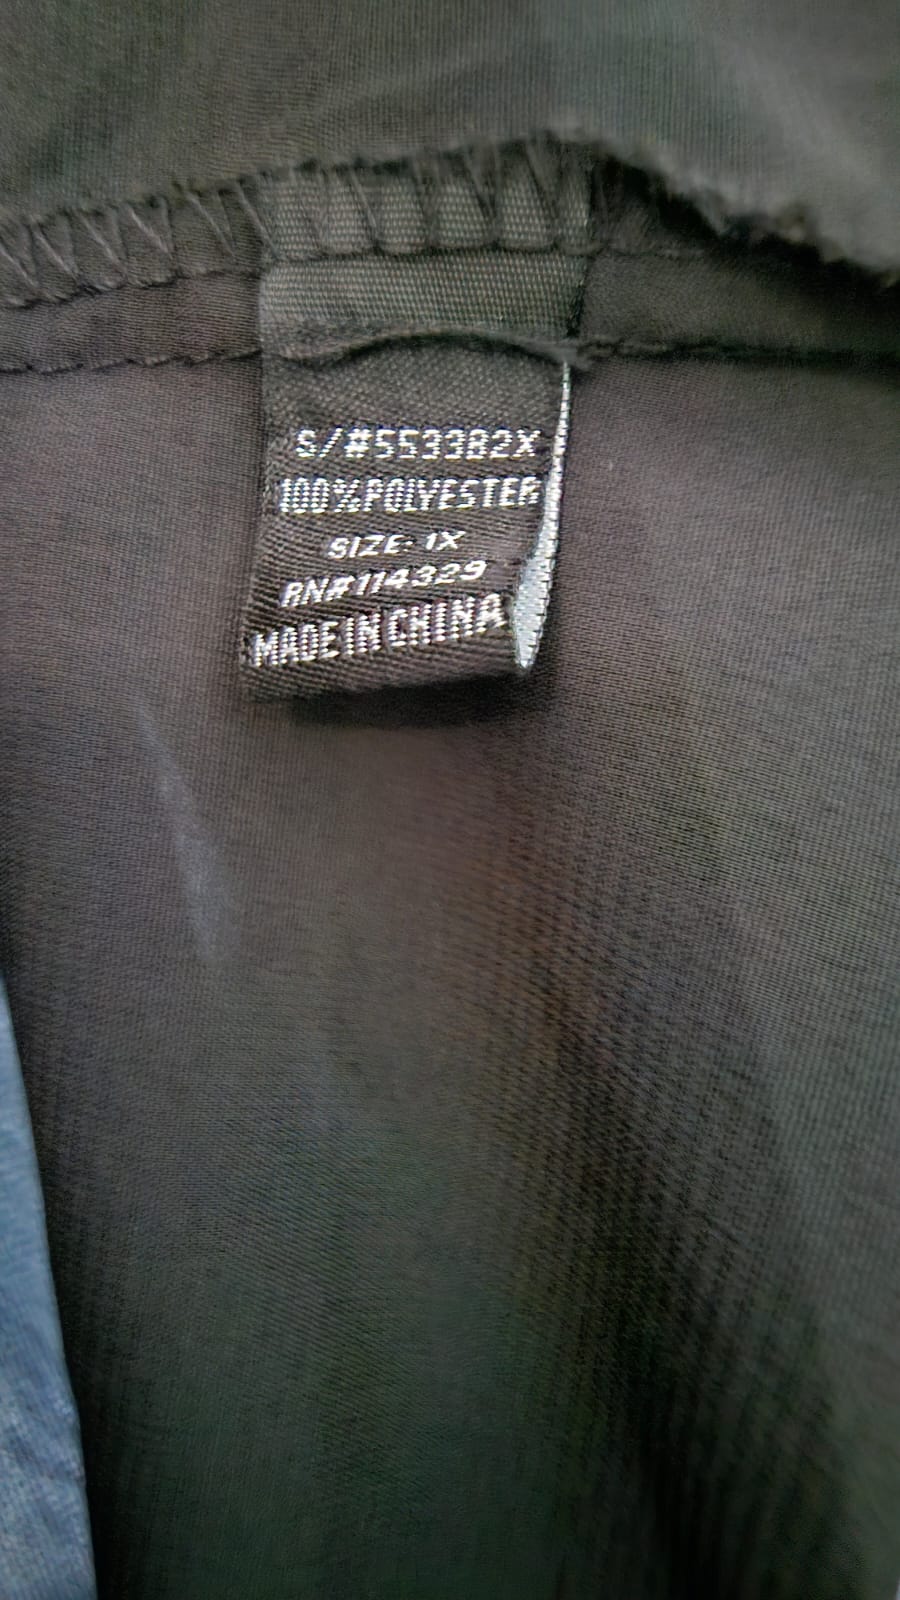 S/#553382X
100%POLYESTER
SIZE: 1X
RN#114329
MADE IN CHINA